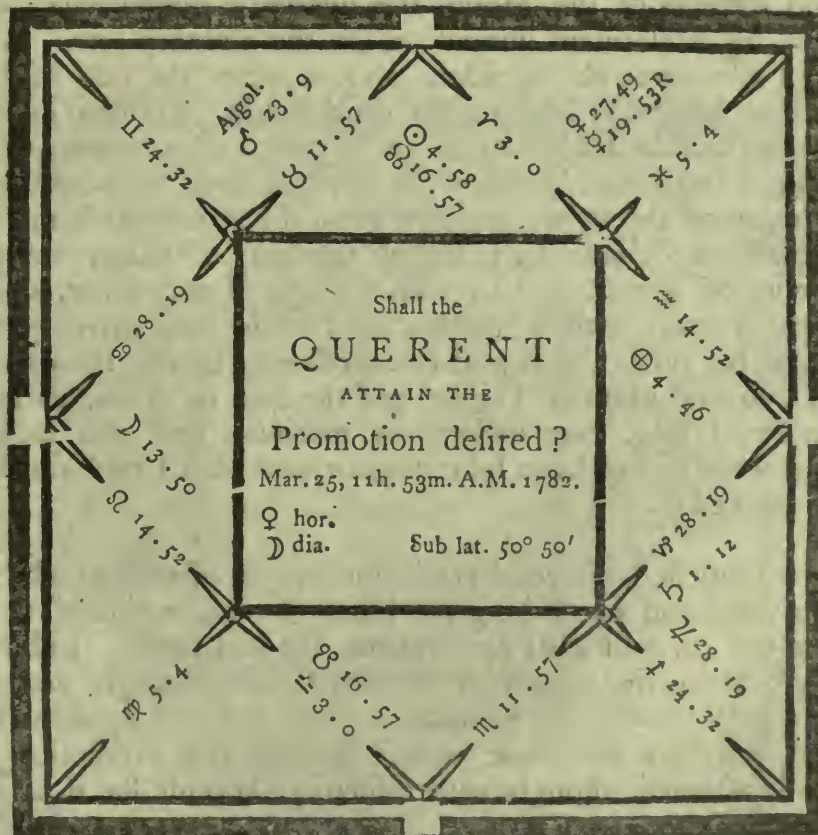 Algol.
♂ 23 · 9
♊ 24.32
♉ 11 · 57
☉ 4 . 58
☊ 16 . 57
♈ 3 . 0
♀ 27.49
☿ 19.53R
♓ 5 · 4
♋ 28 . 19
☽ 13 . 50
♌ 14 . 52
♒ 14 . 52
⊗ 4 . 46
Shall the
QUERENT
ATTAIN THE
Promotion deſired ?
Mar. 25, 11h. 53m. A.M. 1782.
♀ hor.
☽ dia. Sub lat. 50° 50′
♑ 28 . 19
♄ 1 . 12
♃ 28 . 19
♐ 24 . 32
♍ 5 · 4
☋ 16 . 57
♎ 3 . 0
♏ 11 . 57